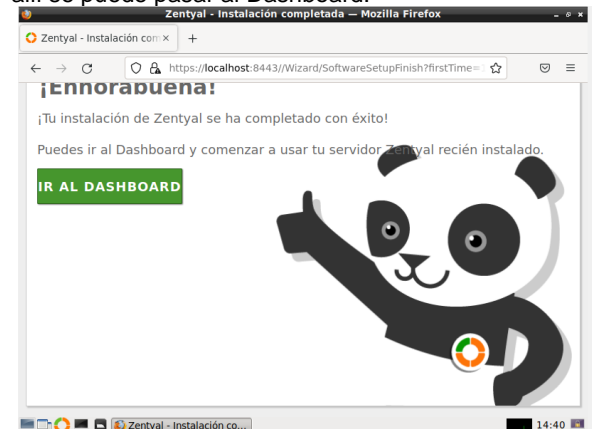 allí se puede pasar al Dashboard.
Zentyal - Instalación completada — Mozilla Firefox
Zentyal - Instalación com
https://localhost:8443//Wizard/SoftwareSetupFinish?firstTime=
¡Enhorabuena!
¡Tu instalación de Zentyal se ha completado con éxito!
Puedes ir al Dashboard y comenzar a usar tu servidor Zentyal recién instalado.
IR AL DASHBOARD
Zentyal - Instalación co...
14:40